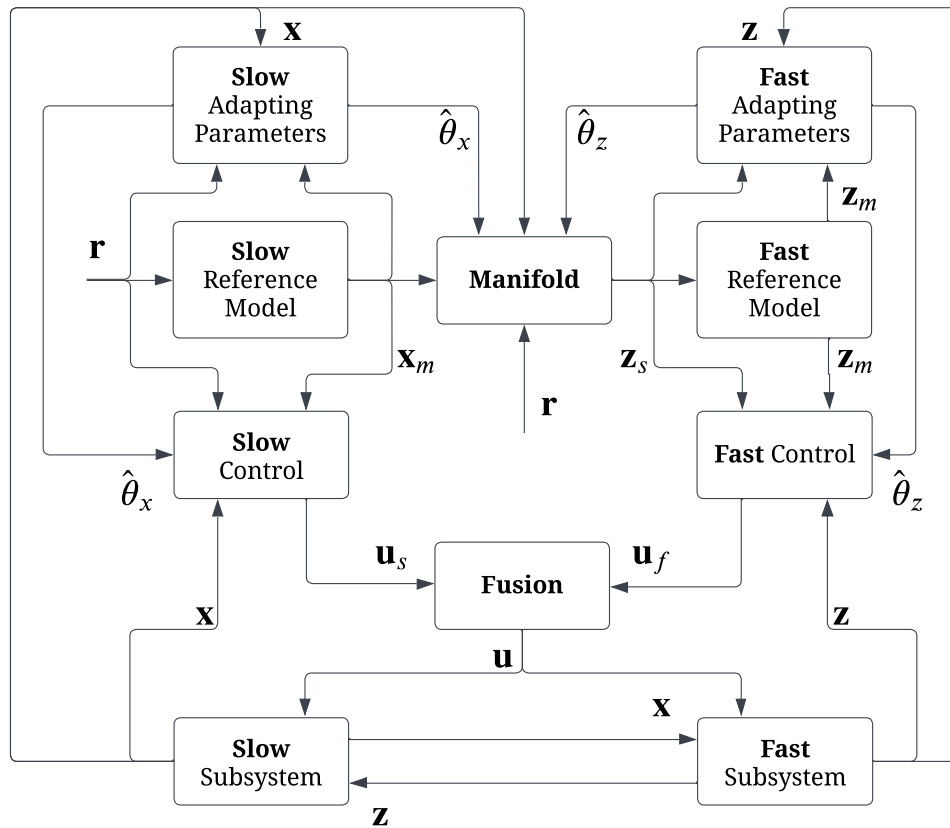 x
z
Slow
Adapting
Parameters
Fast
Adapting
Parameters
θ̂x
θ̂z
zm
r
Slow
Reference
Model
Manifold
Fast
Reference
Model
xm
zs
zm
r
Slow
Control
Fast Control
θ̂x
θ̂z
us
uf
Fusion
x
z
u
x
Slow
Subsystem
Fast
Subsystem
z